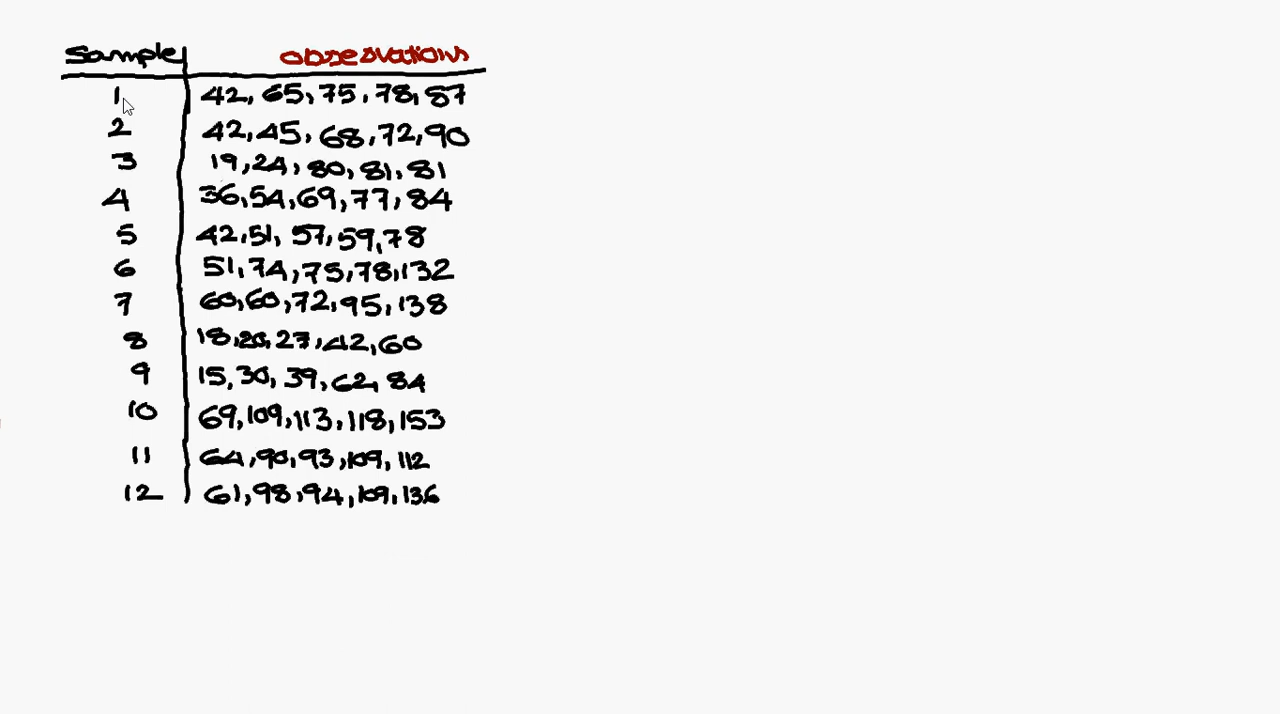 Sample observations
1 42, 65, 75, 78, 87
2 42, 45, 68, 72, 90
3 19, 24, 80, 81, 81
4 36, 54, 69, 77, 84
5 42, 51, 57, 59, 78
6 51, 74, 75, 78, 132
7 60, 60, 72, 95, 138
8 18, 20, 27, 42, 60
9 15, 30, 39, 62, 84
10 69, 109, 113, 118, 153
11 64, 90, 93, 109, 112
12 61, 98, 94, 109, 136